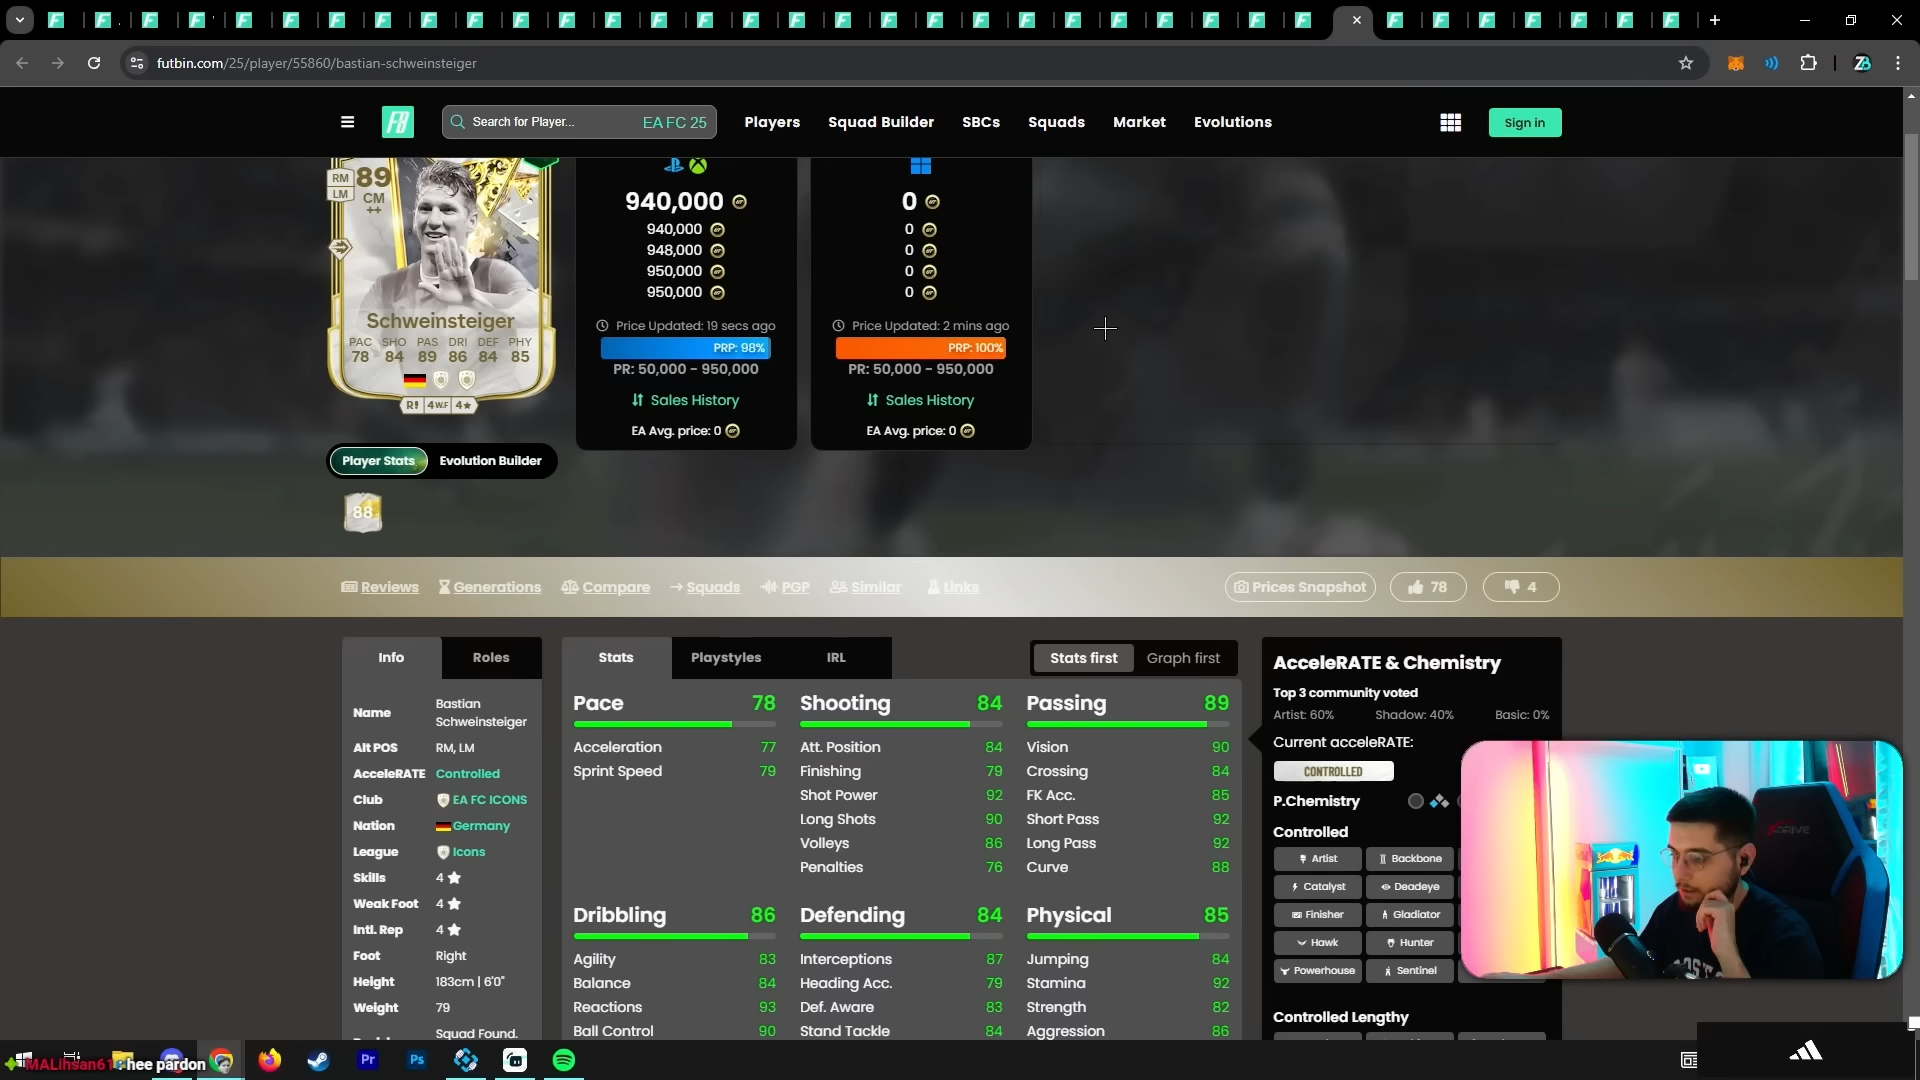 futbin.com/25/player/55860/bastian-schweinsteiger
Search for Player... EA FC 25
Players Squad Builder SBCs Squads Market Evolutions
Sign in
RM 89
LM CM
++
Schweinsteiger
PAC SHO PAS DRI DEF PHY
78 84 89 86 84 85
4W.F 4★
940,000
940,000
948,000
950,000
950,000
Price Updated: 19 secs ago
PRP: 98%
PR: 50,000 - 950,000
Sales History
EA Avg. price: 0
0
0
0
0
0
Price Updated: 2 mins ago
PRP: 100%
PR: 50,000 - 950,000
Sales History
EA Avg. price: 0
Player Stats Evolution Builder
88
Reviews Generations Compare Squads PGP Similar Links
Prices Snapshot 78 4
Info Roles
Name Bastian Schweinsteiger
Alt POS RM, LM
AcceleRATE Controlled
Club EA FC ICONS
Nation Germany
League Icons
Skills 4
Weak Foot 4
Intl. Rep 4
Foot Right
Height 183cm | 6'0"
Weight 79
Squad Found.
Stats Playstyles IRL
Stats first Graph first
Pace 78
Acceleration 77
Sprint Speed 79
Shooting 84
Att. Position 84
Finishing 79
Shot Power 92
Long Shots 90
Volleys 86
Penalties 76
Passing 89
Vision 90
Crossing 84
FK Acc. 85
Short Pass 92
Long Pass 92
Curve 88
Dribbling 86
Agility 83
Balance 84
Reactions 93
Ball Control 90
Defending 84
Interceptions 87
Heading Acc. 79
Def. Aware 83
Stand Tackle 84
Physical 85
Jumping 84
Stamina 92
Strength 82
Aggression 86
AcceleRATE & Chemistry
Top 3 community voted
Artist: 60% Shadow: 40% Basic: 0%
Current acceleRATE:
CONTROLLED
P.Chemistry
Controlled
Artist Backbone
Catalyst Deadeye
Finisher Gladiator
Hawk Hunter
Powerhouse Sentinel
Controlled Lengthy
hee pardon
Pr Ps